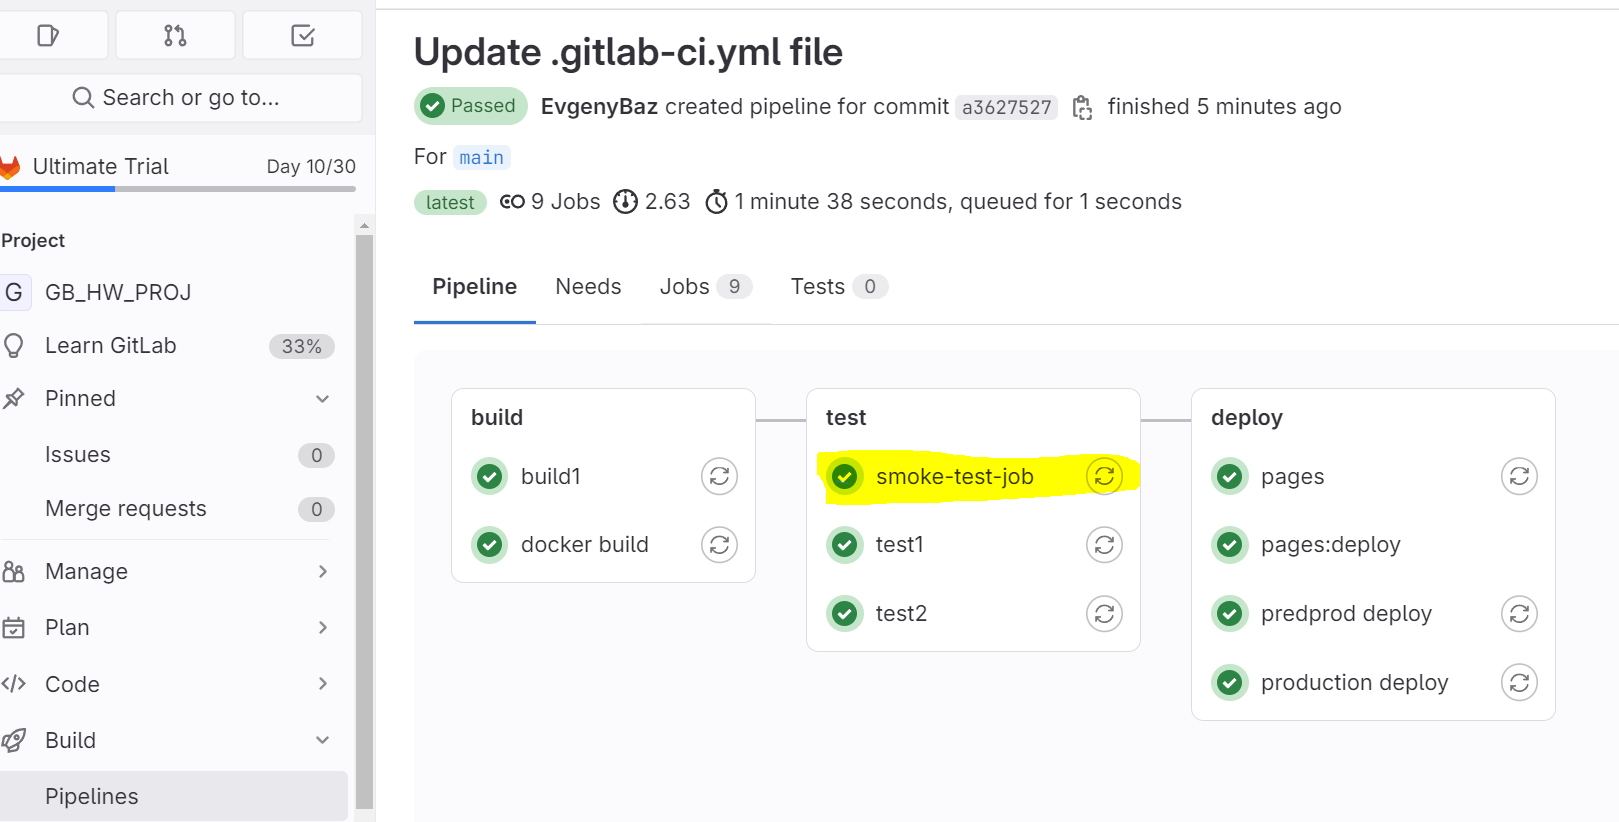 Search or go to...
Ultimate Trial Day 10/30
Project
G GB_HW_PROJ
Learn GitLab 33%
Pinned
Issues 0
Merge requests 0
Manage
Plan
Code
Build
Pipelines
Update .gitlab-ci.yml file
Passed EvgenyBaz created pipeline for commit a3627527 finished 5 minutes ago
For main
latest 9 Jobs 2.63 1 minute 38 seconds, queued for 1 seconds
Pipeline Needs Jobs 9 Tests 0
build
build1
docker build
test
smoke-test-job
test1
test2
deploy
pages
pages:deploy
predprod deploy
production deploy